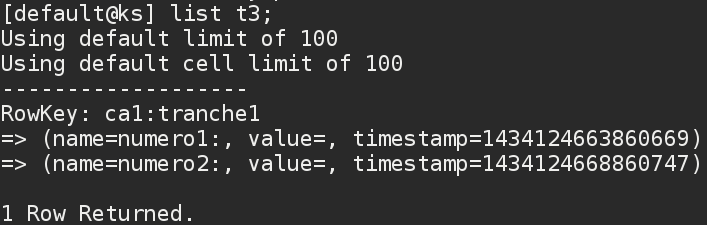 [default@ks] list t3;
Using default limit of 100
Using default cell limit of 100
-------------------
RowKey: ca1:tranche1
=> (name=numero1:, value=, timestamp=1434124663860669)
=> (name=numero2:, value=, timestamp=1434124668860747)
1 Row Returned.